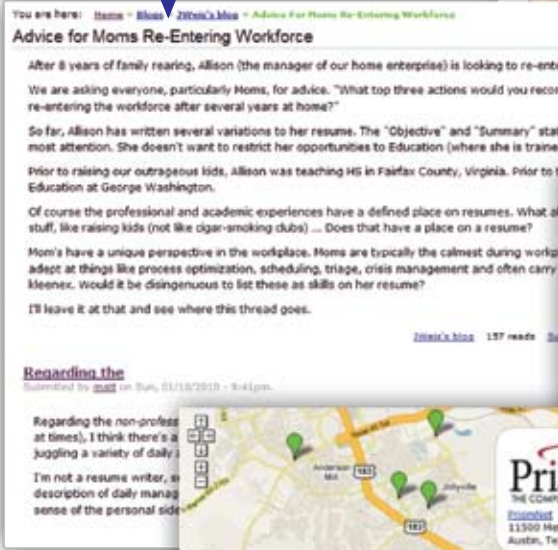 You are here: Home » Blogs » JWeis's blog » Advice For Moms Re-Entering Workforce
Advice for Moms Re-Entering Workforce
After 8 years of family rearing, Allison (the manager of our home enterprise) is looking to re-ente
We are asking everyone, particularly Moms, for advice. "What top three actions would you recor
re-entering the workforce after several years at home?"
So far, Allison has written several variations to her resume. The "Objective" and "Summary" stat
most attention. She doesn't want to restrict her opportunities to Education (where she is traine
Prior to raising our outrageous kids, Allison was teaching HS in Fairfax County, Virginia. Prior to t
Education at George Washington.
Of course the professional and academic experiences have a defined place on resumes. What al
stuff, like raising kids (not like cigar-smoking clubs) ... Does that have a place on a resume?
Mom's have a unique perspective in the workplace. Moms are typically the calmest during workp
adept at things like process optimization, scheduling, triage, crisis management and often carry
kleenex. Would it be disingenuous to list these as skills on her resume?
I'll leave it at that and see where this thread goes.
JWeis's blog 157 reads
Regarding the
Submitted by matt on Sun, 01/10/2010 - 9:41pm.
Regarding the non-profess
at times), I think there's a
juggling a variety of daily
I'm not a resume writer, s
description of daily manag
sense of the personal side
Anderson Mill
183
Jollyville
183
Pri
THE COMP
PrismNet
11500 Me
Austin, Te